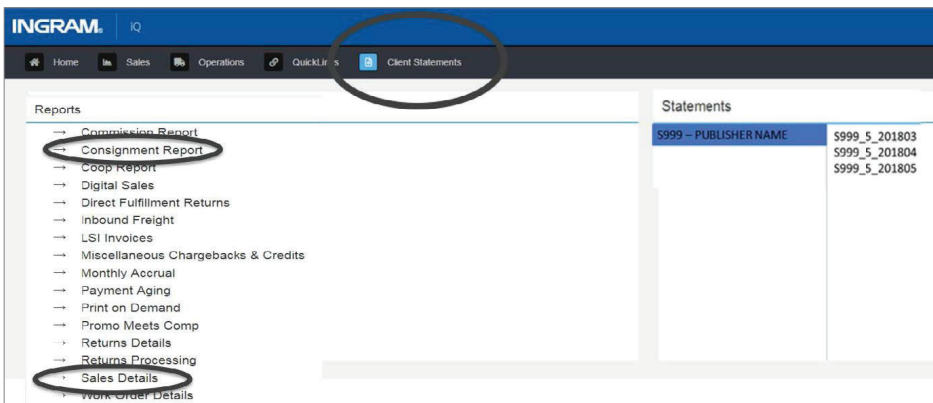 INGRAM® iQ
Home Sales Operations QuickLinks Client Statements
Reports
→ Commission Report
→ Consignment Report
→ Coop Report
→ Digital Sales
→ Direct Fulfillment Returns
→ Inbound Freight
→ LSI Invoices
→ Miscellaneous Chargebacks & Credits
→ Monthly Accrual
→ Payment Aging
→ Print on Demand
→ Promo Meets Comp
→ Returns Details
→ Returns Processing
→ Sales Details
→ Work Order Details
Statements
S999 – PUBLISHER NAME S999_5_201803
S999_5_201804
S999_5_201805